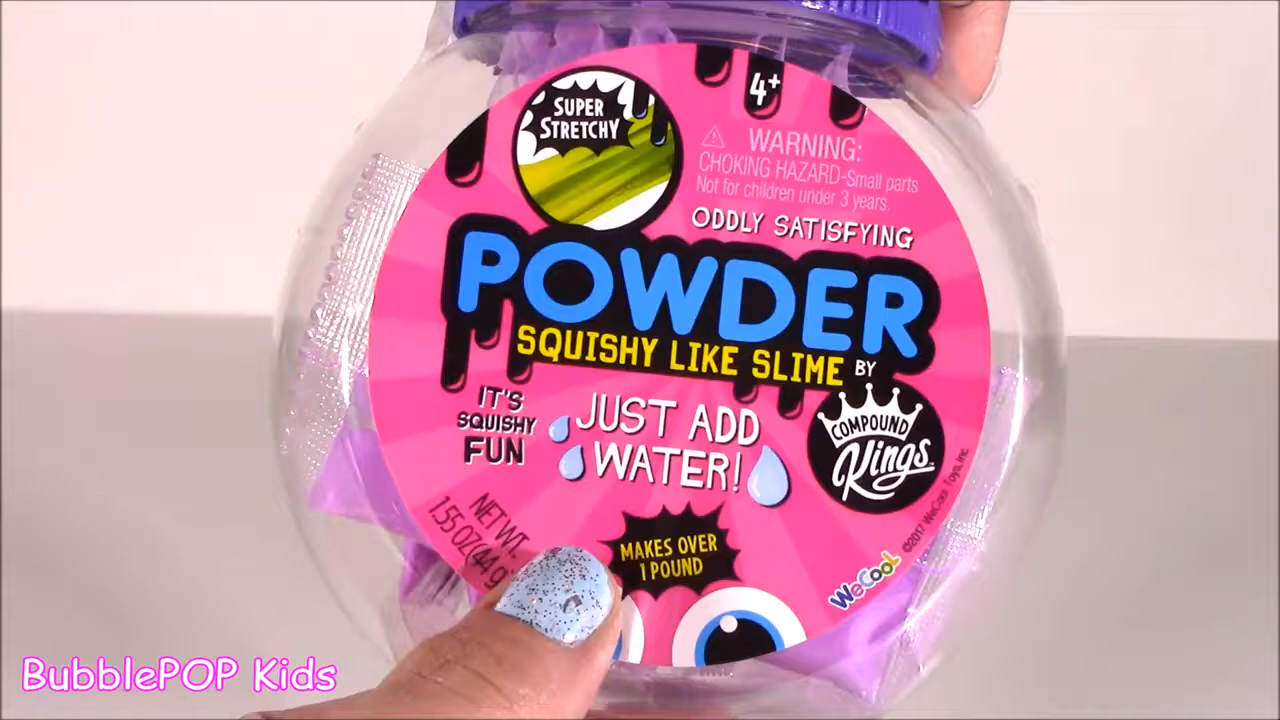 SUPER
STRETCHY
4+
WARNING:
CHOKING HAZARD-Small parts
Not for children under 3 years.
ODDLY SATISFYING
POWDER
SQUISHY LIKE SLIME BY
COMPOUND
Kings
IT'S
SQUISHY
FUN
JUST ADD
WATER!
NET WT.
1.55 OZ (44 g
MAKES OVER
1 POUND
WeCool
©2017 WeCool Toys, Inc
BubblePOP Kids